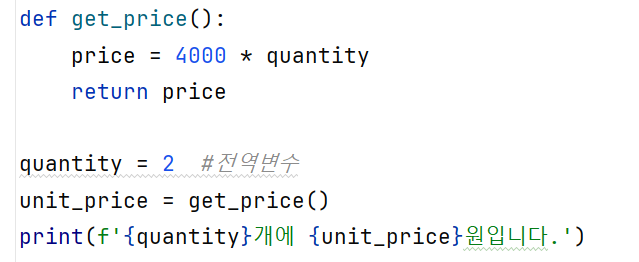 def get_price():
    price = 4000 * quantity
    return price

quantity = 2  #전역변수
unit_price = get_price()
print(f'{quantity}개에 {unit_price}원입니다.')